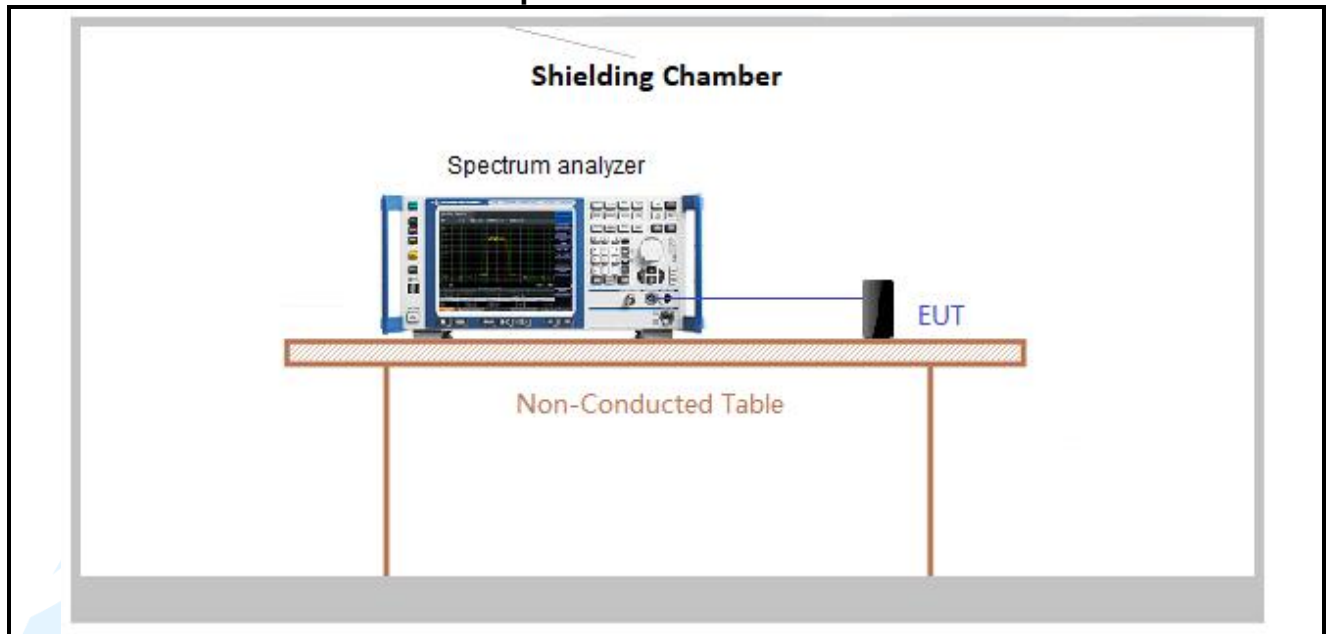 Shielding Chamber
Spectrum analyzer
EUT
Non-Conducted Table